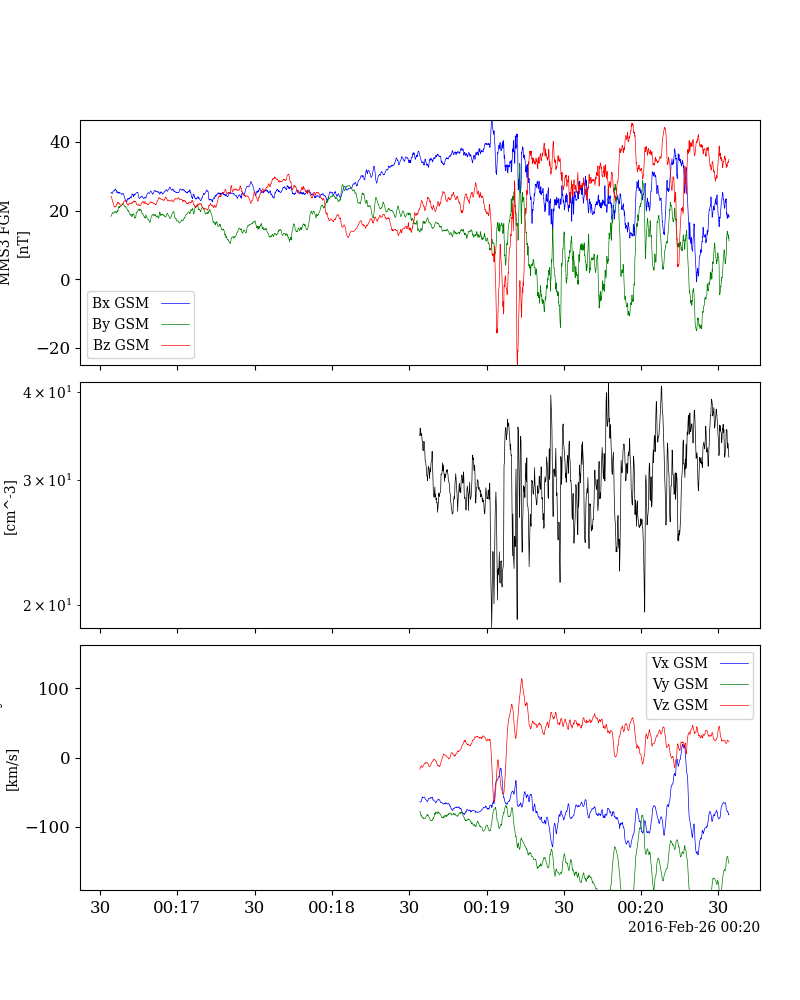 MMS3 FGM
[nT]
40
20
0
−20
Bx GSM
By GSM
Bz GSM
[cm^-3]
4 × 10¹
3 × 10¹
2 × 10¹
[km/s]
100
0
−100
Vx GSM
Vy GSM
Vz GSM
30 00:17 30 00:18 30 00:19 30 00:20 30
2016-Feb-26 00:20